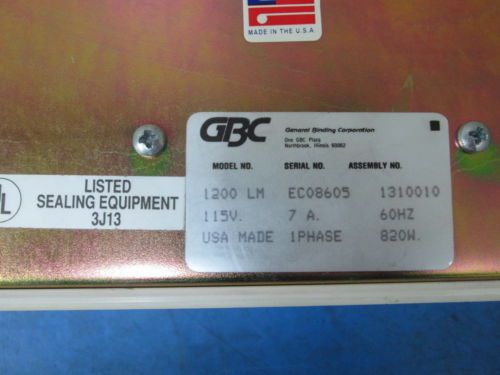 MADE IN THE U.S.A.
GBC
General Binding Corporation
One GBC Plaza
Northbrook, Illinois 60062
MODEL NO. SERIAL NO. ASSEMBLY NO.
1200 LM EC08605 1310010
115V. 7 A. 60HZ
USA MADE 1PHASE 820W.
UL
LISTED
SEALING EQUIPMENT
3J13